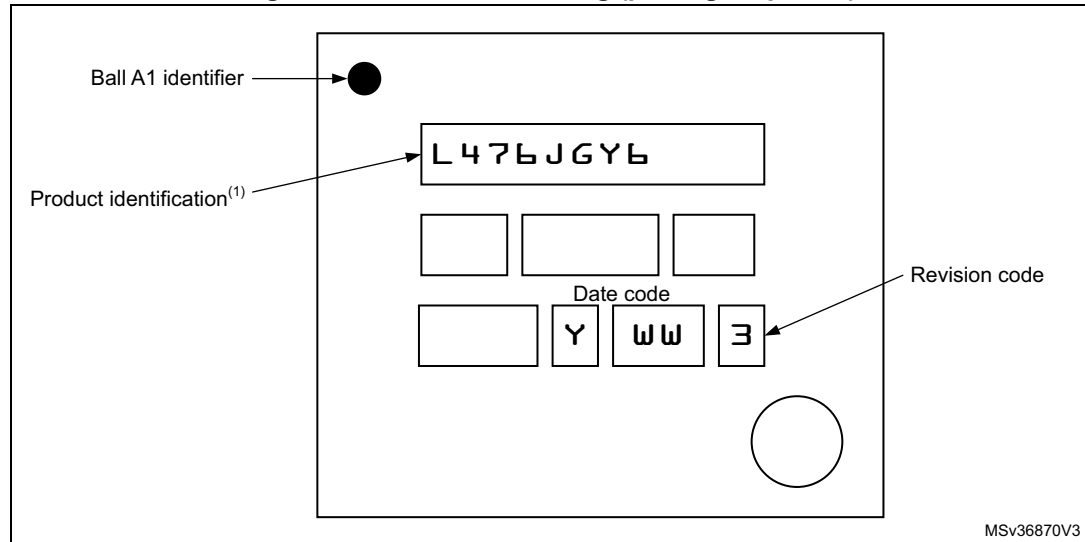 Ball A1 identifier
L476JGY6
Product identification(1)
Revision code
Date code
Y WW 3
MSv36870V3